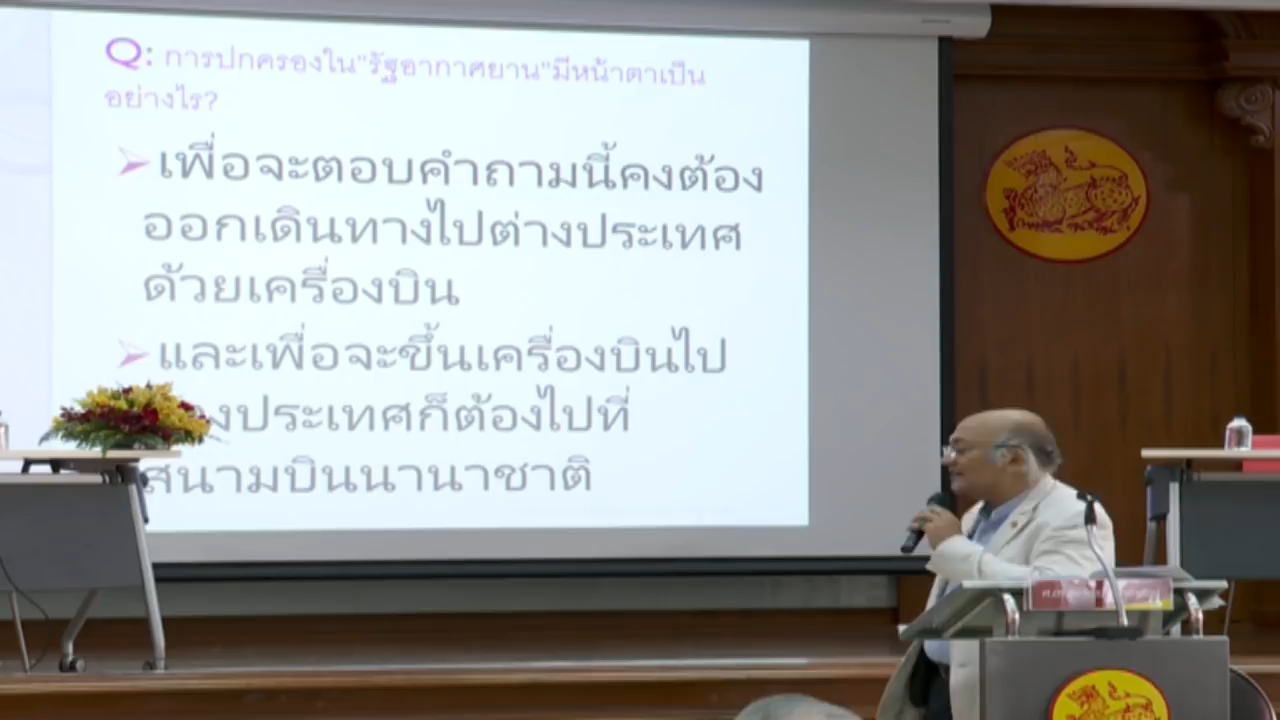 Q: การปกครองใน"รัฐอากาศยาน"มีหน้าตาเป็น
อย่างไร?
➢เพื่อจะตอบคำถามนี้คงต้อง
ออกเดินทางไปต่างประเทศ
ด้วยเครื่องบิน
➢และเพื่อจะขึ้นเครื่องบินไป
งประเทศก็ต้องไปที่
สนามบินนานาชาติ